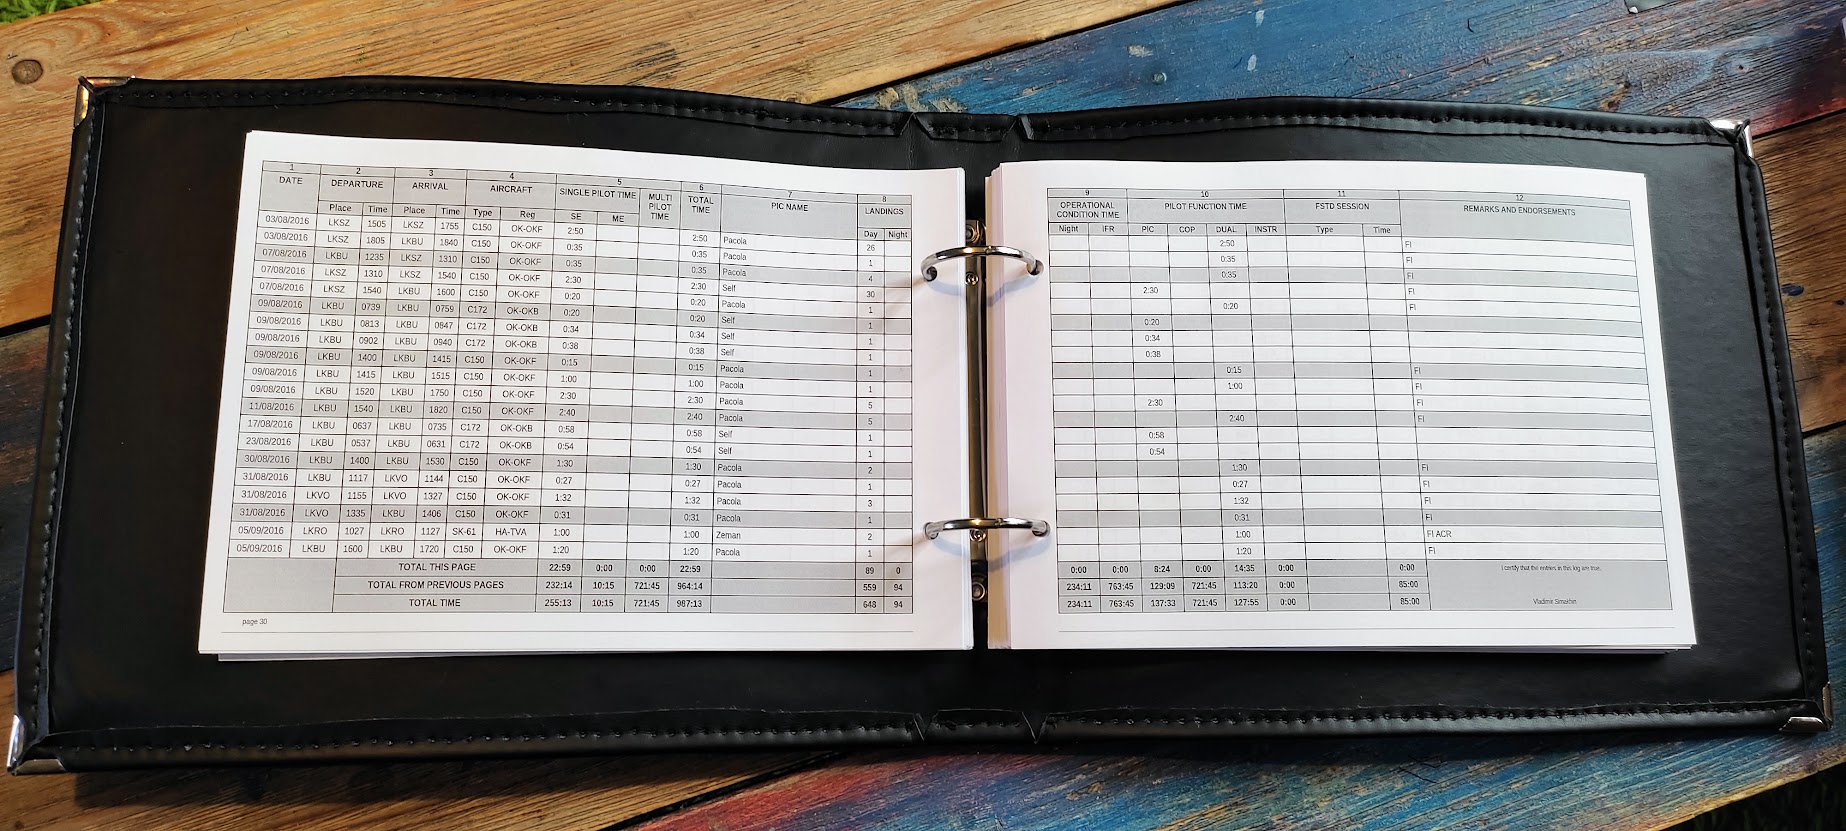 1 2 3 4 5 6 7 8
DATE DEPARTURE ARRIVAL AIRCRAFT SINGLE PILOT TIME MULTI PILOT TIME TOTAL TIME PIC NAME LANDINGS
Place Time Place Time Type Reg SE ME Day Night
03/08/2016 LKSZ 1505 LKSZ 1755 C150 OK-OKF 2:50 2:50 Pacola 26
03/08/2016 LKSZ 1805 LKBU 1840 C150 OK-OKF 0:35 0:35 Pacola 1
07/08/2016 LKBU 1235 LKSZ 1310 C150 OK-OKF 0:35 0:35 Pacola 4
07/08/2016 LKSZ 1310 LKSZ 1540 C150 OK-OKF 2:30 2:30 Self 30
07/08/2016 LKSZ 1540 LKBU 1600 C150 OK-OKF 0:20 0:20 Pacola 1
09/08/2016 LKBU 0739 LKBU 0759 C172 OK-OKB 0:20 0:20 Self 1
09/08/2016 LKBU 0813 LKBU 0847 C172 OK-OKB 0:34 0:34 Self 1
09/08/2016 LKBU 0902 LKBU 0940 C172 OK-OKB 0:38 0:38 Self 1
09/08/2016 LKBU 1400 LKBU 1415 C150 OK-OKF 0:15 0:15 Pacola 1
09/08/2016 LKBU 1415 LKBU 1515 C150 OK-OKF 1:00 1:00 Pacola 1
09/08/2016 LKBU 1520 LKBU 1750 C150 OK-OKF 2:30 2:30 Pacola 5
11/08/2016 LKBU 1540 LKBU 1820 C150 OK-OKF 2:40 2:40 Pacola 5
17/08/2016 LKBU 0637 LKBU 0735 C172 OK-OKB 0:58 0:58 Self 1
23/08/2016 LKBU 0537 LKBU 0631 C172 OK-OKB 0:54 0:54 Self 1
30/08/2016 LKBU 1400 LKBU 1530 C150 OK-OKF 1:30 1:30 Pacola 2
31/08/2016 LKBU 1117 LKVO 1144 C150 OK-OKF 0:27 0:27 Pacola 1
31/08/2016 LKVO 1155 LKVO 1327 C150 OK-OKF 1:32 1:32 Pacola 3
31/08/2016 LKVO 1335 LKBU 1406 C150 OK-OKF 0:31 0:31 Pacola 1
05/09/2016 LKRO 1027 LKRO 1127 SK-61 HA-TVA 1:00 1:00 Zeman 2
05/09/2016 LKBU 1600 LKBU 1720 C150 OK-OKF 1:20 1:20 Pacola 1
TOTAL THIS PAGE 22:59 0:00 0:00 22:59 89 0
TOTAL FROM PREVIOUS PAGES 232:14 10:15 721:45 964:14 559 94
TOTAL TIME 255:13 10:15 721:45 987:13 648 94
page 30
9 10 11 12
OPERATIONAL CONDITION TIME PILOT FUNCTION TIME FSTD SESSION REMARKS AND ENDORSEMENTS
Night IFR PIC COP DUAL INSTR Type Time
2:50 FI
0:35 FI
0:35 FI
2:30 FI
0:20 FI
0:20
0:34
0:38
0:15 FI
1:00 FI
2:30 FI
2:40 FI
0:58
0:54
1:30 FI
0:27 FI
1:32 FI
0:31 FI
1:00 FI ACR
1:20 FI
0:00 0:00 8:24 0:00 14:35 0:00 0:00 I certify that the entries in this log are true.
234:11 763:45 129:09 721:45 113:20 0:00 85:00
234:11 763:45 137:33 721:45 127:55 0:00 85:00 Vladimir Simakhin